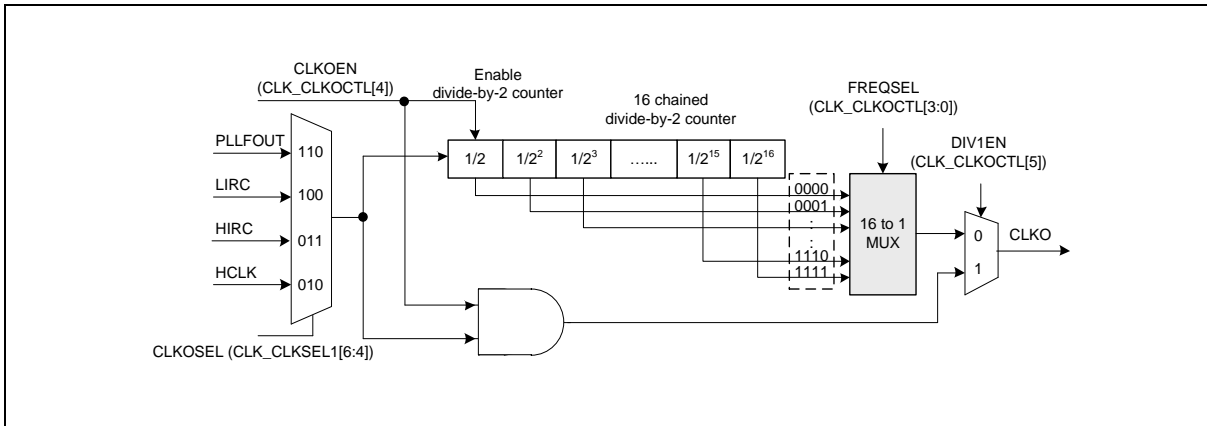 CLKOEN
(CLK_CLKOCTL[4])
Enable
divide-by-2 counter
16 chained
divide-by-2 counter
FREQSEL
(CLK_CLKOCTL[3:0])
DIV1EN
(CLK_CLKOCTL[5])
PLLFOUT
110
LIRC
100
HIRC
011
HCLK
010
CLKOSEL (CLK_CLKSEL1[6:4])
1/2 1/2² 1/2³ …... 1/2¹⁵ 1/2¹⁶
0000
0001
:
:
1110
1111
16 to 1
MUX
0
1
CLKO